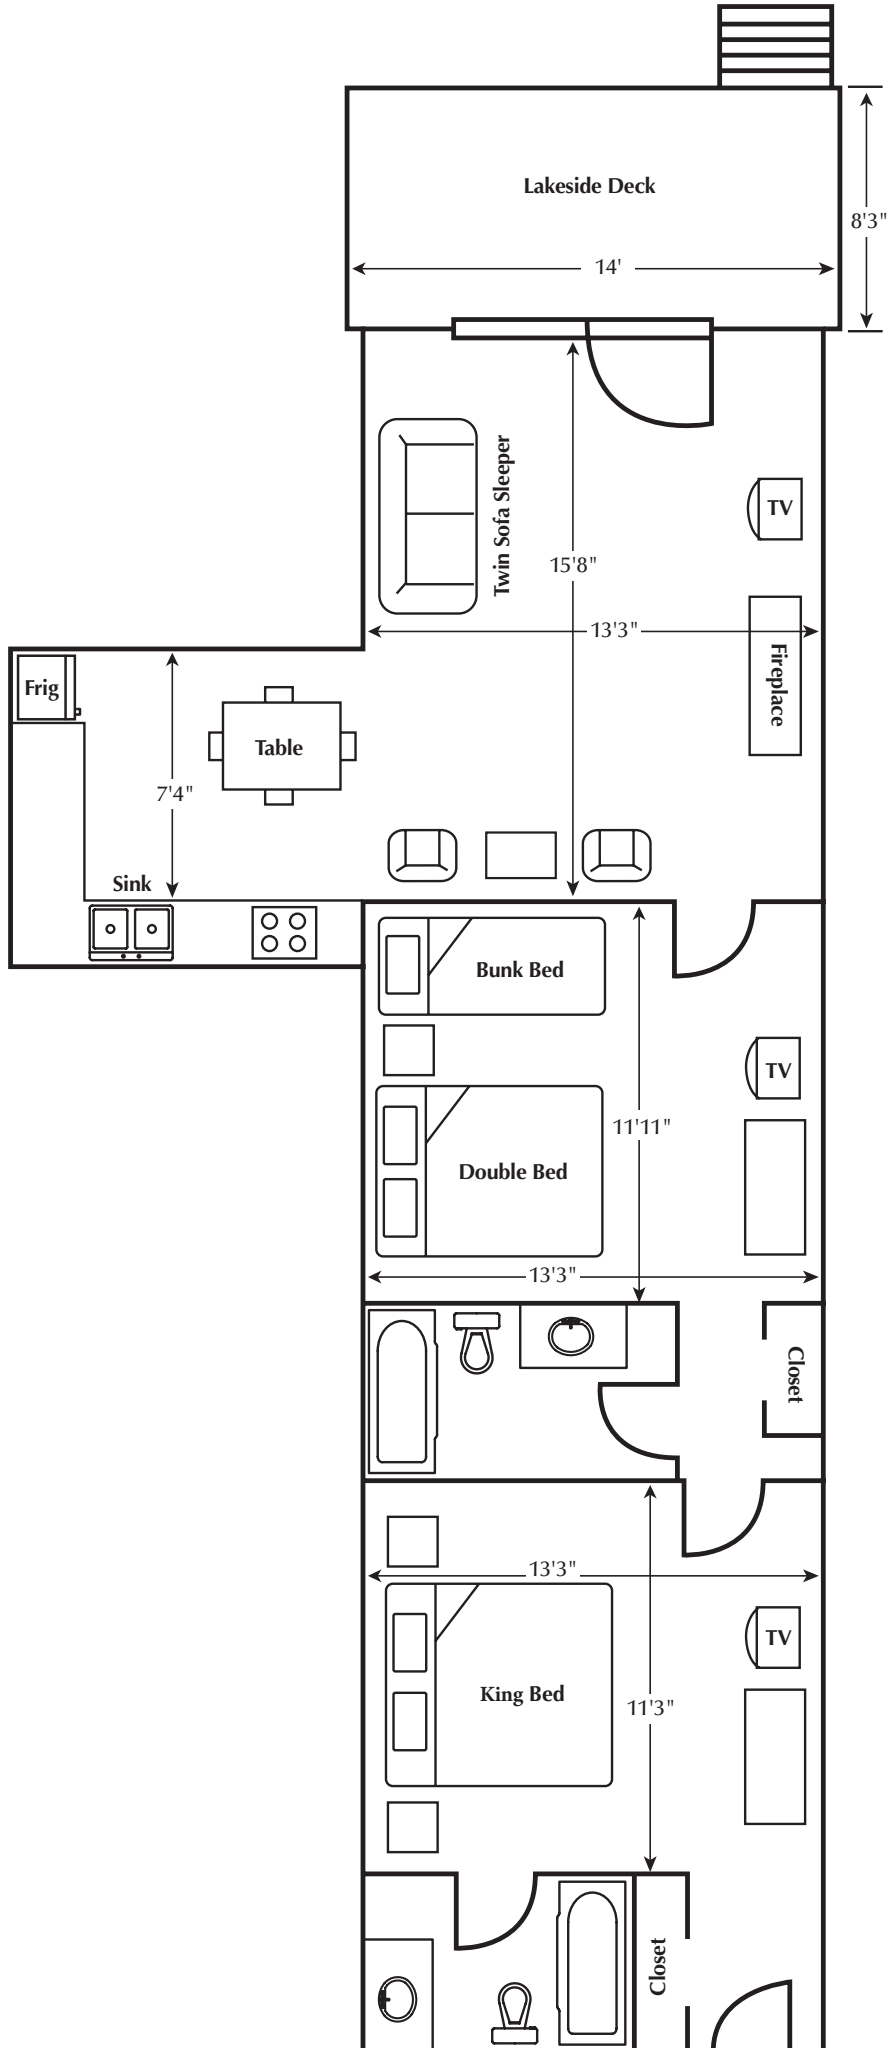 Lakeside Deck
8'3"
14'
Twin Sofa Sleeper
TV
15'8"
13'3"
Fireplace
Frig
Table
7'4"
Sink
Bunk Bed
TV
11'11"
Double Bed
13'3"
Closet
13'3"
TV
King Bed
11'3"
Closet